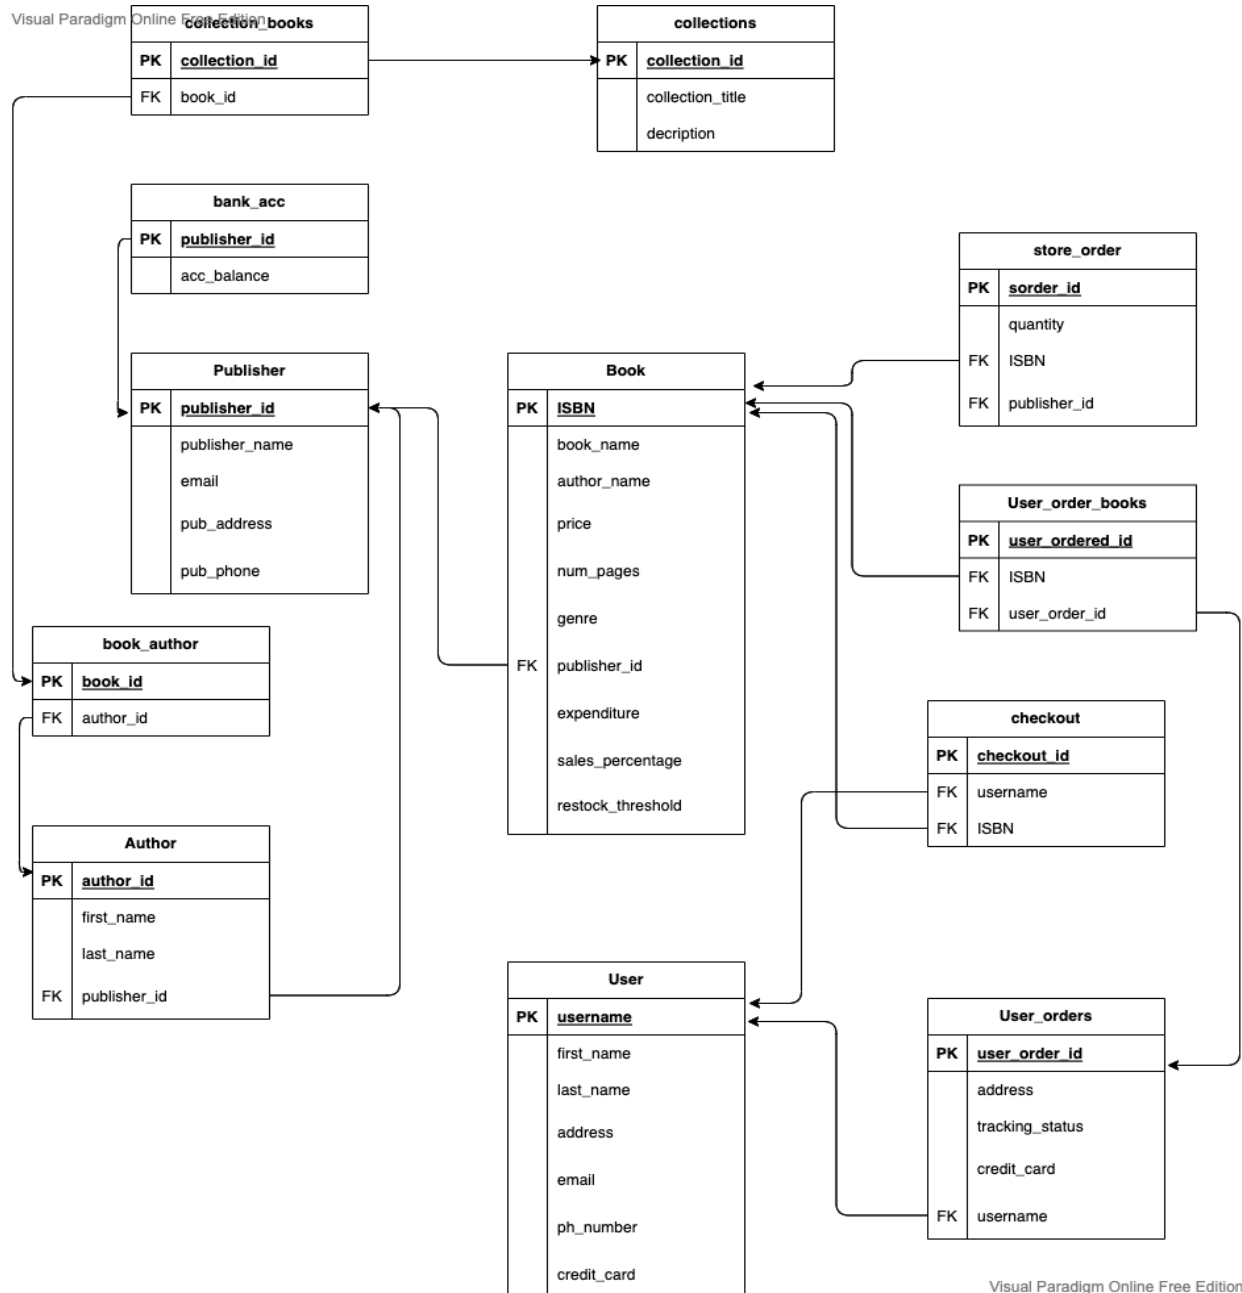 Visual Paradigm Online Free Edition
collection_books
PK collection_id
FK book_id
collections
PK collection_id
collection_title
decription
bank_acc
PK publisher_id
acc_balance
store_order
PK sorder_id
quantity
FK ISBN
FK publisher_id
Publisher
PK publisher_id
publisher_name
email
pub_address
pub_phone
Book
PK ISBN
book_name
author_name
price
num_pages
genre
FK publisher_id
expenditure
sales_percentage
restock_threshold
User_order_books
PK user_ordered_id
FK ISBN
FK user_order_id
book_author
PK book_id
FK author_id
checkout
PK checkout_id
FK username
FK ISBN
Author
PK author_id
first_name
last_name
FK publisher_id
User
PK username
first_name
last_name
address
email
ph_number
credit_card
User_orders
PK user_order_id
address
tracking_status
credit_card
FK username
Visual Paradigm Online Free Edition